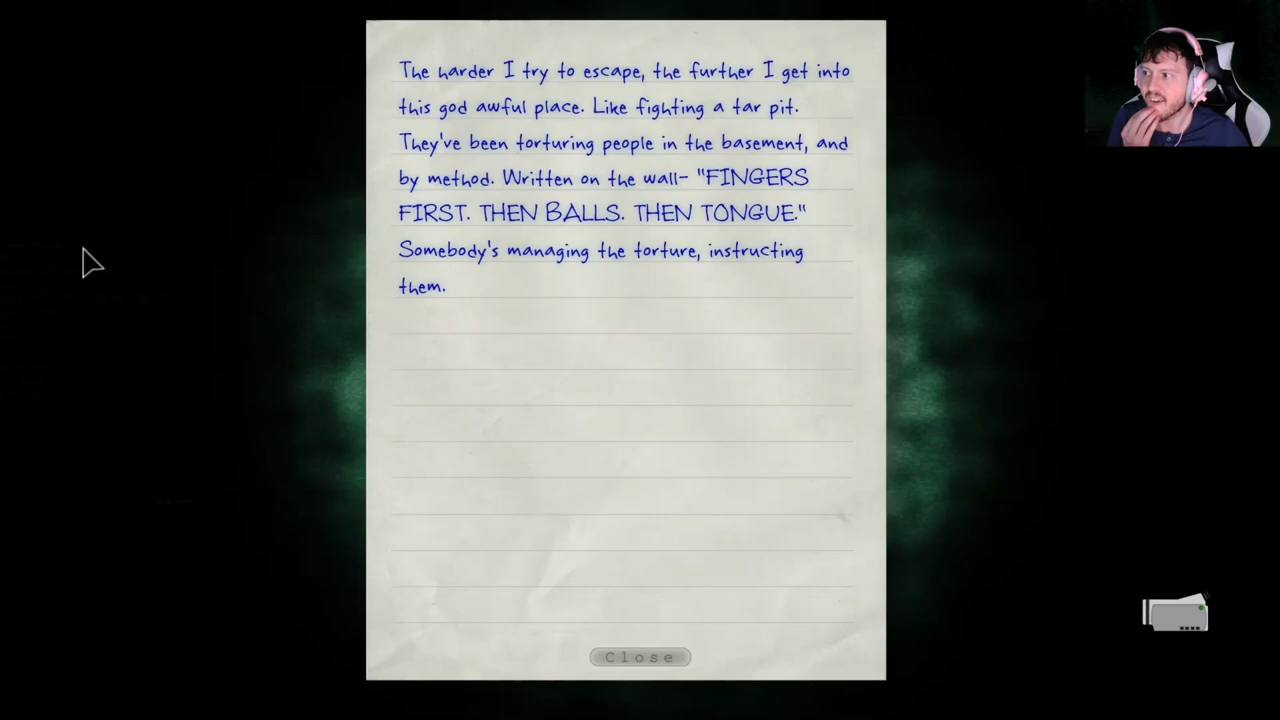 The harder I try to escape, the further I get into
this god awful place. Like fighting a tar pit.
They've been torturing people in the basement, and
by method. Written on the wall- "FINGERS
FIRST. THEN BALLS. THEN TONGUE."
Somebody's managing the torture, instructing
them.
Close